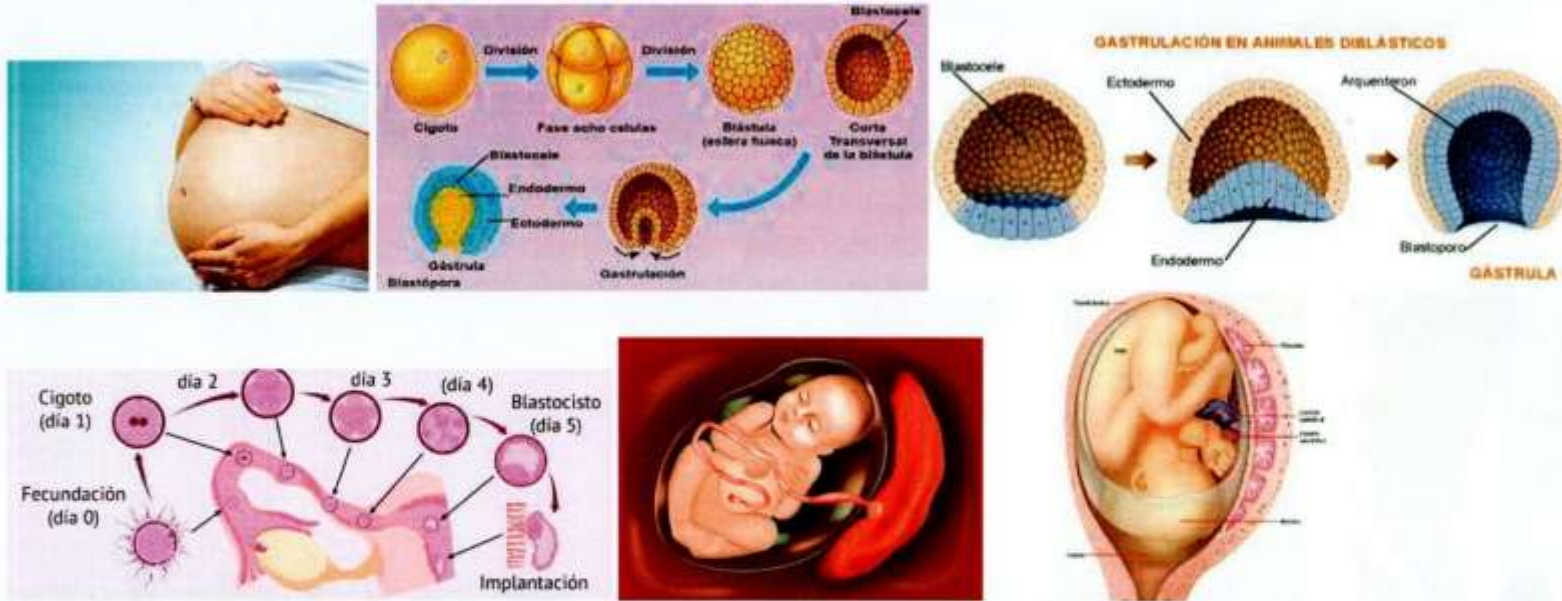 División
División
Blastocele
Cigoto
Fase ocho celulas
Blástula
(esfera hueca)
Corte
Transversal
de la blástula
Blastocele
Endodermo
Ectodermo
Gástrula
Blastópora
Gastrulación
GASTRULACIÓN EN ANIMALES DIBLÁSTICOS
Blastocele
Ectodermo
Arquenteron
Endodermo
Blastoporo
GÁSTRULA
Cigoto
(día 1)
día 2
día 3
(día 4)
Blastocisto
(día 5)
Fecundación
(día 0)
Implantación